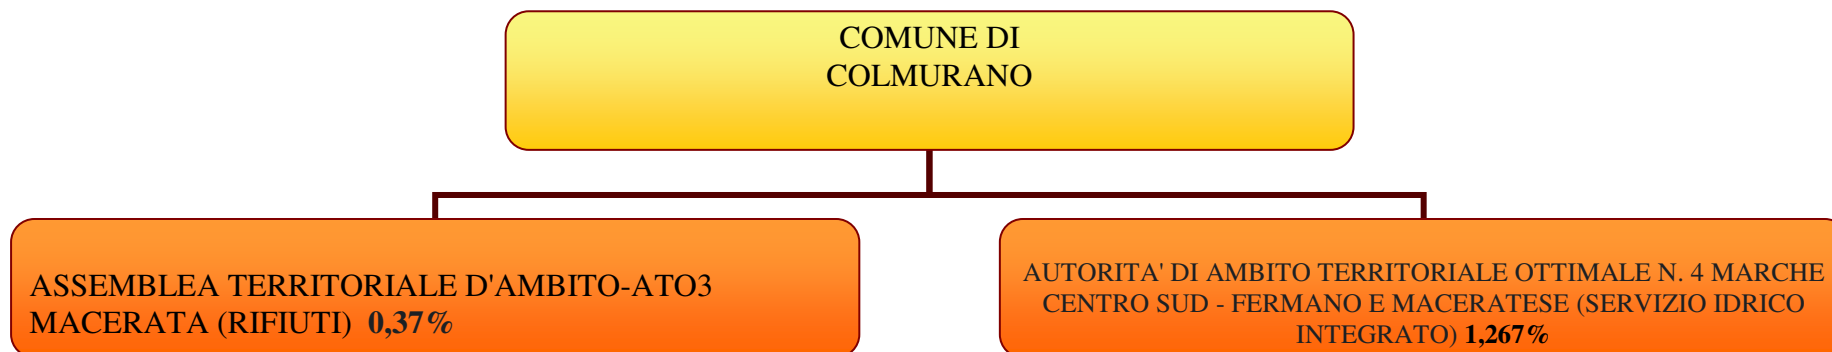 COMUNE DI
COLMURANO
ASSEMBLEA TERRITORIALE D'AMBITO-ATO3
MACERATA (RIFIUTI) 0,37%
AUTORITA' DI AMBITO TERRITORIALE OTTIMALE N. 4 MARCHE
CENTRO SUD - FERMANO E MACERATESE (SERVIZIO IDRICO
INTEGRATO) 1,267%